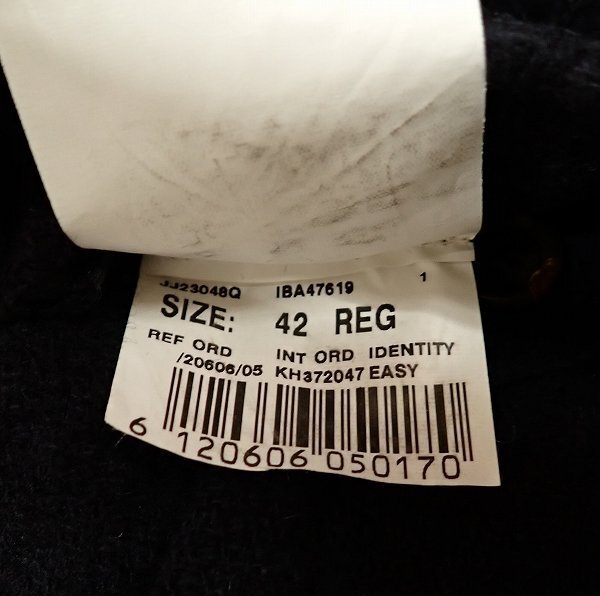 JJ23048Q IBA47619 1
SIZE: 42 REG
REF ORD INT ORD IDENTITY
/20606/05 KH372047 EASY
6 120606 050170